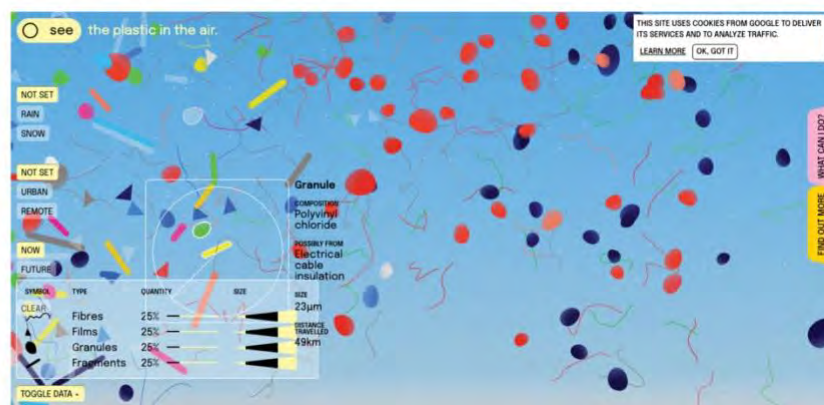 see the plastic in the air.
THIS SITE USES COOKIES FROM GOOGLE TO DELIVER
ITS SERVICES AND TO ANALYZE TRAFFIC.
LEARN MORE OK, GOT IT
NOT SET
RAIN
SNOW
NOT SET
URBAN
REMOTE
NOW
FUTURE
Granule
COMPOSITION
Polyvinyl
chloride
POSSIBLY FROM
Electrical
cable
insulation
SIZE
23µm
DISTANCE
TRAVELLED
49km
SYMBOL TYPE QUANTITY SIZE
CLEAR
Fibres 25%
Films 25%
Granules 25%
Fragments 25%
TOGGLE DATA -
WHAT CAN I DO?
FIND OUT MORE